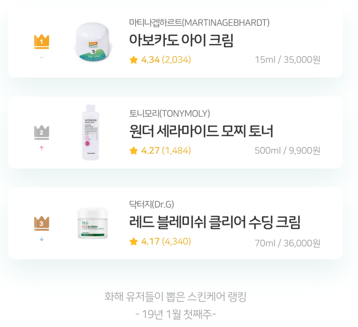 1
마티나겝하르트(MARTINAGEBHARDT)
아보카도 아이 크림
4.34 (2,034)
15ml / 35,000원
2
토니모리(TONYMOLY)
원더 세라마이드 모찌 토너
4.27 (1,484)
500ml / 9,900원
3
닥터지(Dr.G)
레드 블레미쉬 클리어 수딩 크림
4.17 (4,340)
70ml / 36,000원
화해 유저들이 뽑은 스킨케어 랭킹
- 19년 1월 첫째주-